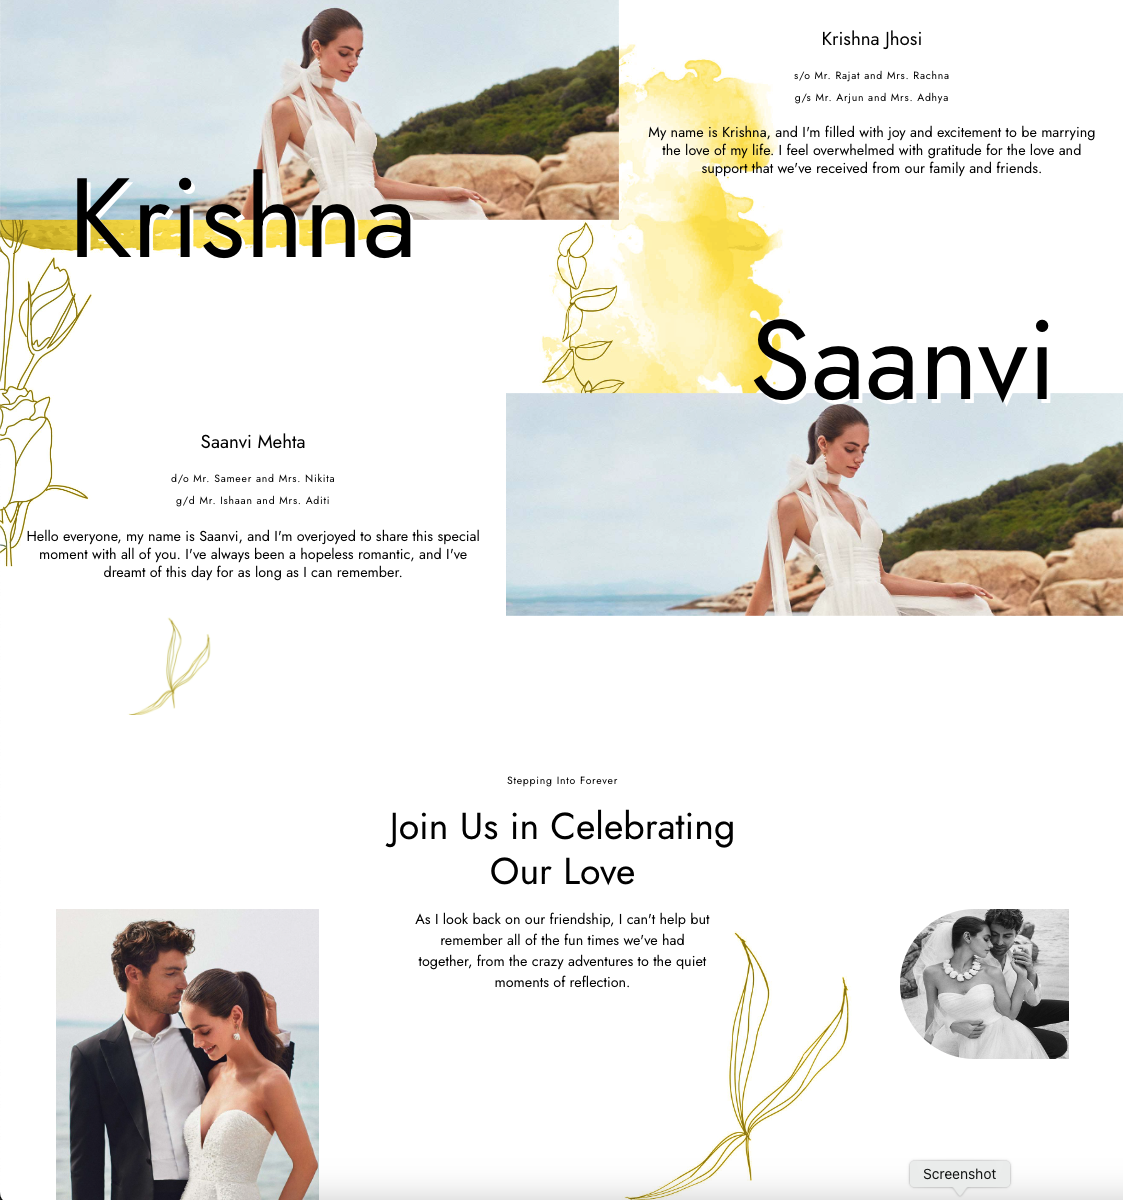 Krishna
Krishna Jhosi
s/o Mr. Rajat and Mrs. Rachna
g/s Mr. Arjun and Mrs. Adhya
My name is Krishna, and I'm filled with joy and excitement to be marrying
the love of my life. I feel overwhelmed with gratitude for the love and
support that we've received from our family and friends.
Saanvi
Saanvi Mehta
d/o Mr. Sameer and Mrs. Nikita
g/d Mr. Ishaan and Mrs. Aditi
Hello everyone, my name is Saanvi, and I'm overjoyed to share this special
moment with all of you. I've always been a hopeless romantic, and I've
dreamt of this day for as long as I can remember.
Stepping Into Forever
Join Us in Celebrating
Our Love
As I look back on our friendship, I can't help but
remember all of the fun times we've had
together, from the crazy adventures to the quiet
moments of reflection.
Screenshot